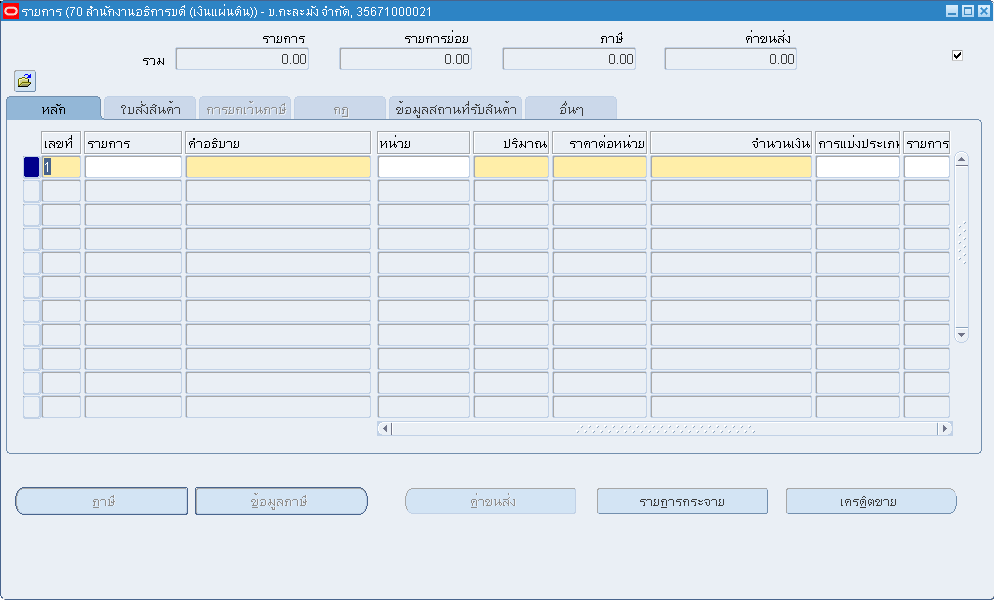 รายการ (70 สำนักงานอธิการบดี (เงินแผ่นดิน)) - บ.กะละมัง จำกัด, 35671000021
รายการ รายการย่อย ภาษี ค่าขนส่ง
รวม 0.00 0.00 0.00 0.00
หลัก ใบสั่งสินค้า การยกเว้นภาษี กฎ ข้อมูลสถานที่รับสินค้า อื่นๆ
เลขที่ รายการ คำอธิบาย หน่วย ปริมาณ ราคาต่อหน่วย จำนวนเงิน การแบ่งประเภท รายการ
1
ภาษี ข้อมูลภาษี ค่าขนส่ง รายการกระจาย เครดิตขาย